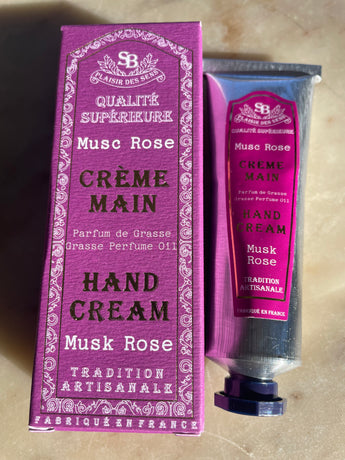 SB
PLAISIR DES SENS
QUALITÉ
SUPÉRIEURE
Musc Rose
CRÈME
MAIN
Parfum de Grasse
Grasse Perfume Oil
HAND
CREAM
Musk Rose
TRADITION
ARTISANALE
FABRIQUÉ EN FRANCE
SB
PLAISIR DES SENS
QUALITÉ SUPÉRIEURE
Musc Rose
CRÈME
MAIN
Parfum de Grasse
Grasse Perfume Oil
HAND
CREAM
Musk
Rose
TRADITION
ARTISANALE
FABRIQUÉ EN FRANCE